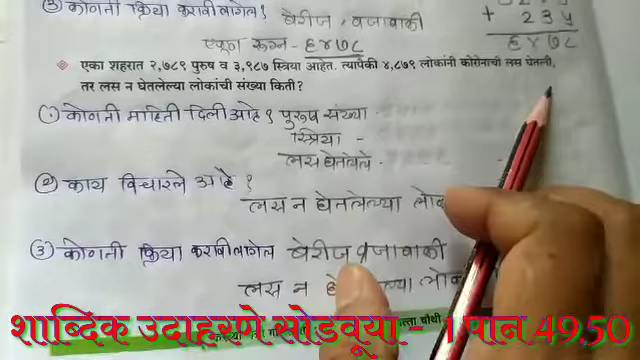 ③ कोणती क्रिया करावी लागेल? बेरीज, वजाबाकी
+ २३५
एकूण रुग्ण - ६४७८
६४७८
❖ एका शहरात २,७८९ पुरुष व ३,९८७ स्त्रिया आहेत. त्यापैकी ४,८७९ लोकांनी कोरोनाची लस घेतली,
तर लस न घेतलेल्या लोकांची संख्या किती?
① कोणती माहिती दिली आहे? पुरुष संख्या
स्त्रिया -
लस घेतलेले
② काय विचारले आहे?
लस न घेतलेल्या
③ कोणती क्रिया करावी लागेल बेरीज वजाबाकी
लस न
शाब्दिक उदाहरणे सोडवूया - 1 पान 49,50
चौथी